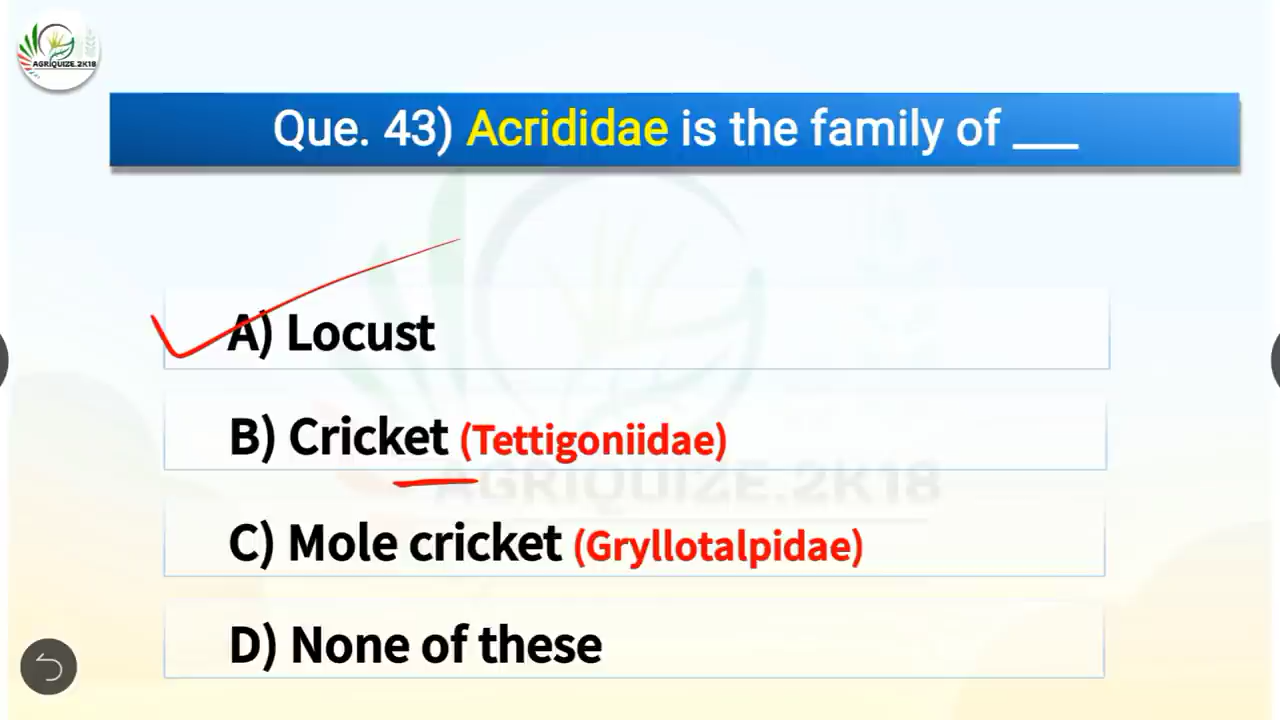 AGRIQUIZE.2K18
Que. 43) Acrididae is the family of ___
A) Locust
B) Cricket (Tettigoniidae)
AGRIQUIZE.2K18
C) Mole cricket (Gryllotalpidae)
D) None of these